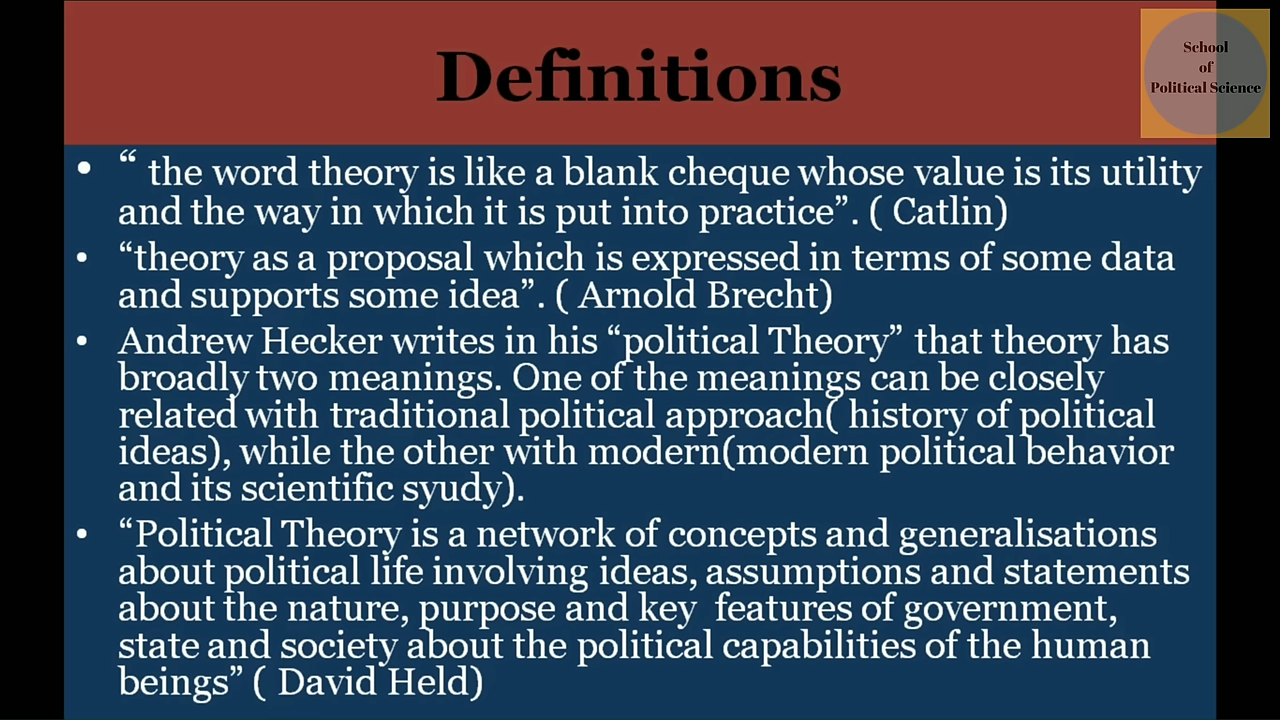 Definitions
School
of
Political Science
• “ the word theory is like a blank cheque whose value is its utility
and the way in which it is put into practice”. ( Catlin)
• “theory as a proposal which is expressed in terms of some data
and supports some idea”. ( Arnold Brecht)
• Andrew Hecker writes in his “political Theory” that theory has
broadly two meanings. One of the meanings can be closely
related with traditional political approach( history of political
ideas), while the other with modern(modern political behavior
and its scientific syudy).
• “Political Theory is a network of concepts and generalisations
about political life involving ideas, assumptions and statements
about the nature, purpose and key  features of government,
state and society about the political capabilities of the human
beings” ( David Held)